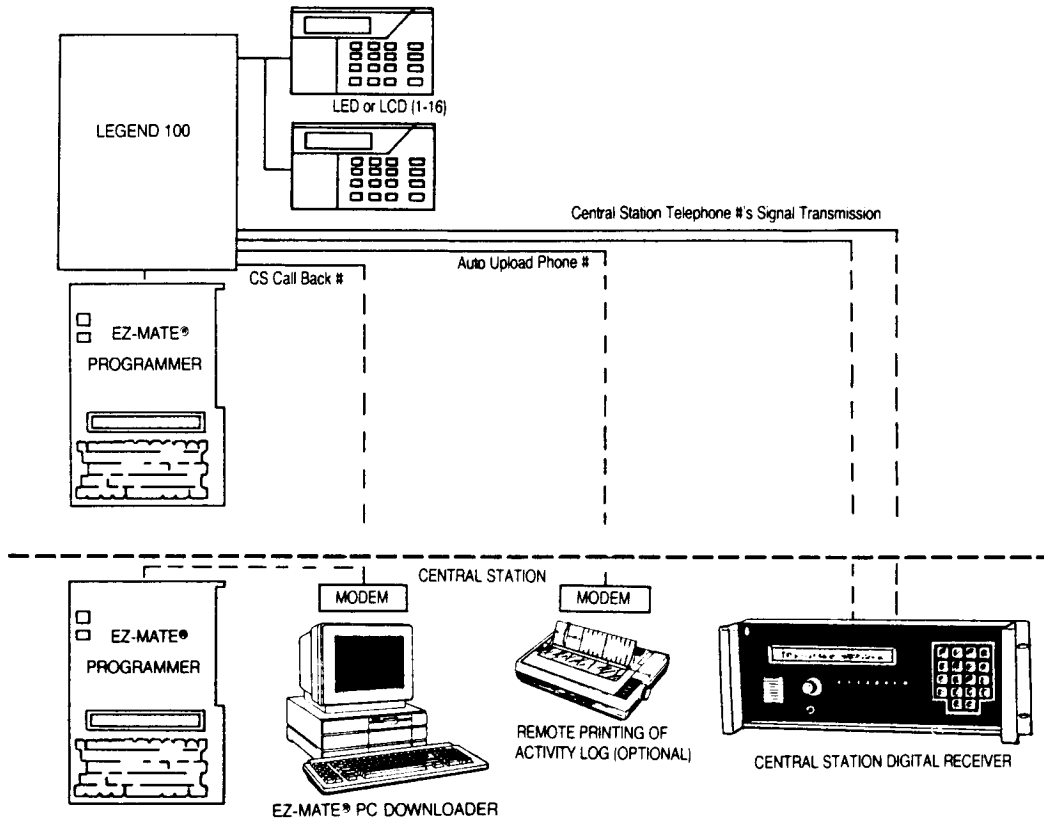 LEGEND 100
LED or LCD (1-16)
Central Station Telephone #'s Signal Transmission
Auto Upload Phone #
CS Call Back #
EZ-MATE®
PROGRAMMER
CENTRAL STATION
MODEM
MODEM
EZ-MATE®
PROGRAMMER
REMOTE PRINTING OF
ACTIVITY LOG (OPTIONAL)
CENTRAL STATION DIGITAL RECEIVER
EZ-MATE® PC DOWNLOADER